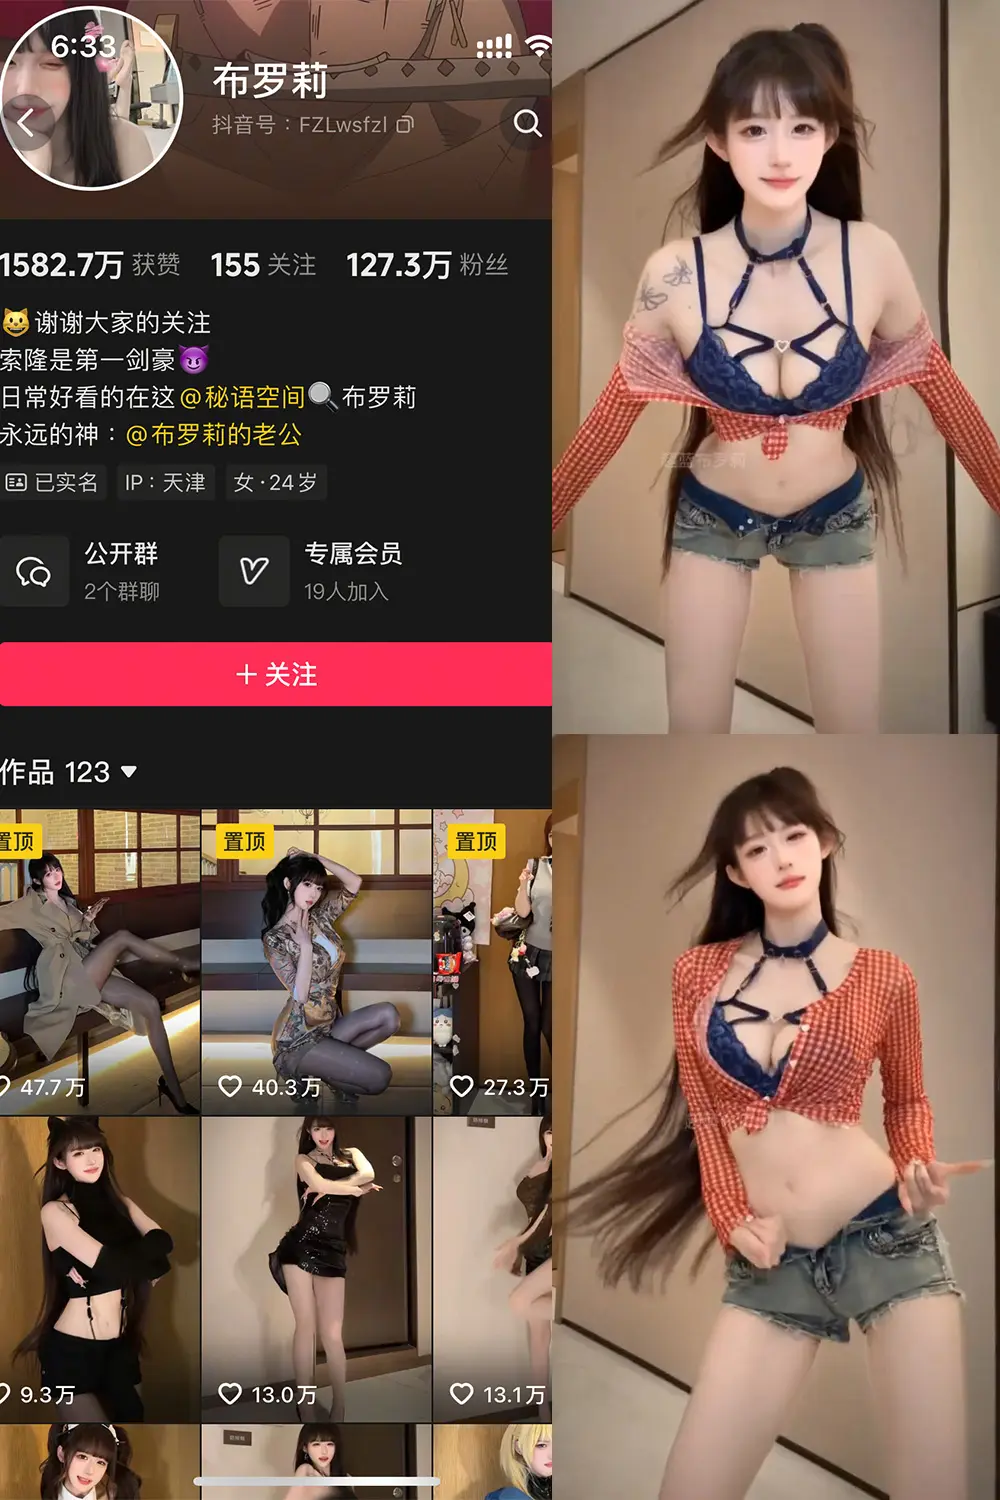 6:33
布罗莉
抖音号：FZLwsfzl
1582.7万 获赞 155 关注 127.3万 粉丝
谢谢大家的关注
索隆是第一剑豪
日常好看的在这@秘语空间 布罗莉
永远的神：@布罗莉的老公
已实名 IP：天津 女·24岁
公开群 专属会员
2个群聊 19人加入
+ 关注
作品 123
置顶 置顶 置顶
47.7万 40.3万 27.3万
9.3万 13.0万 13.1万
布罗莉